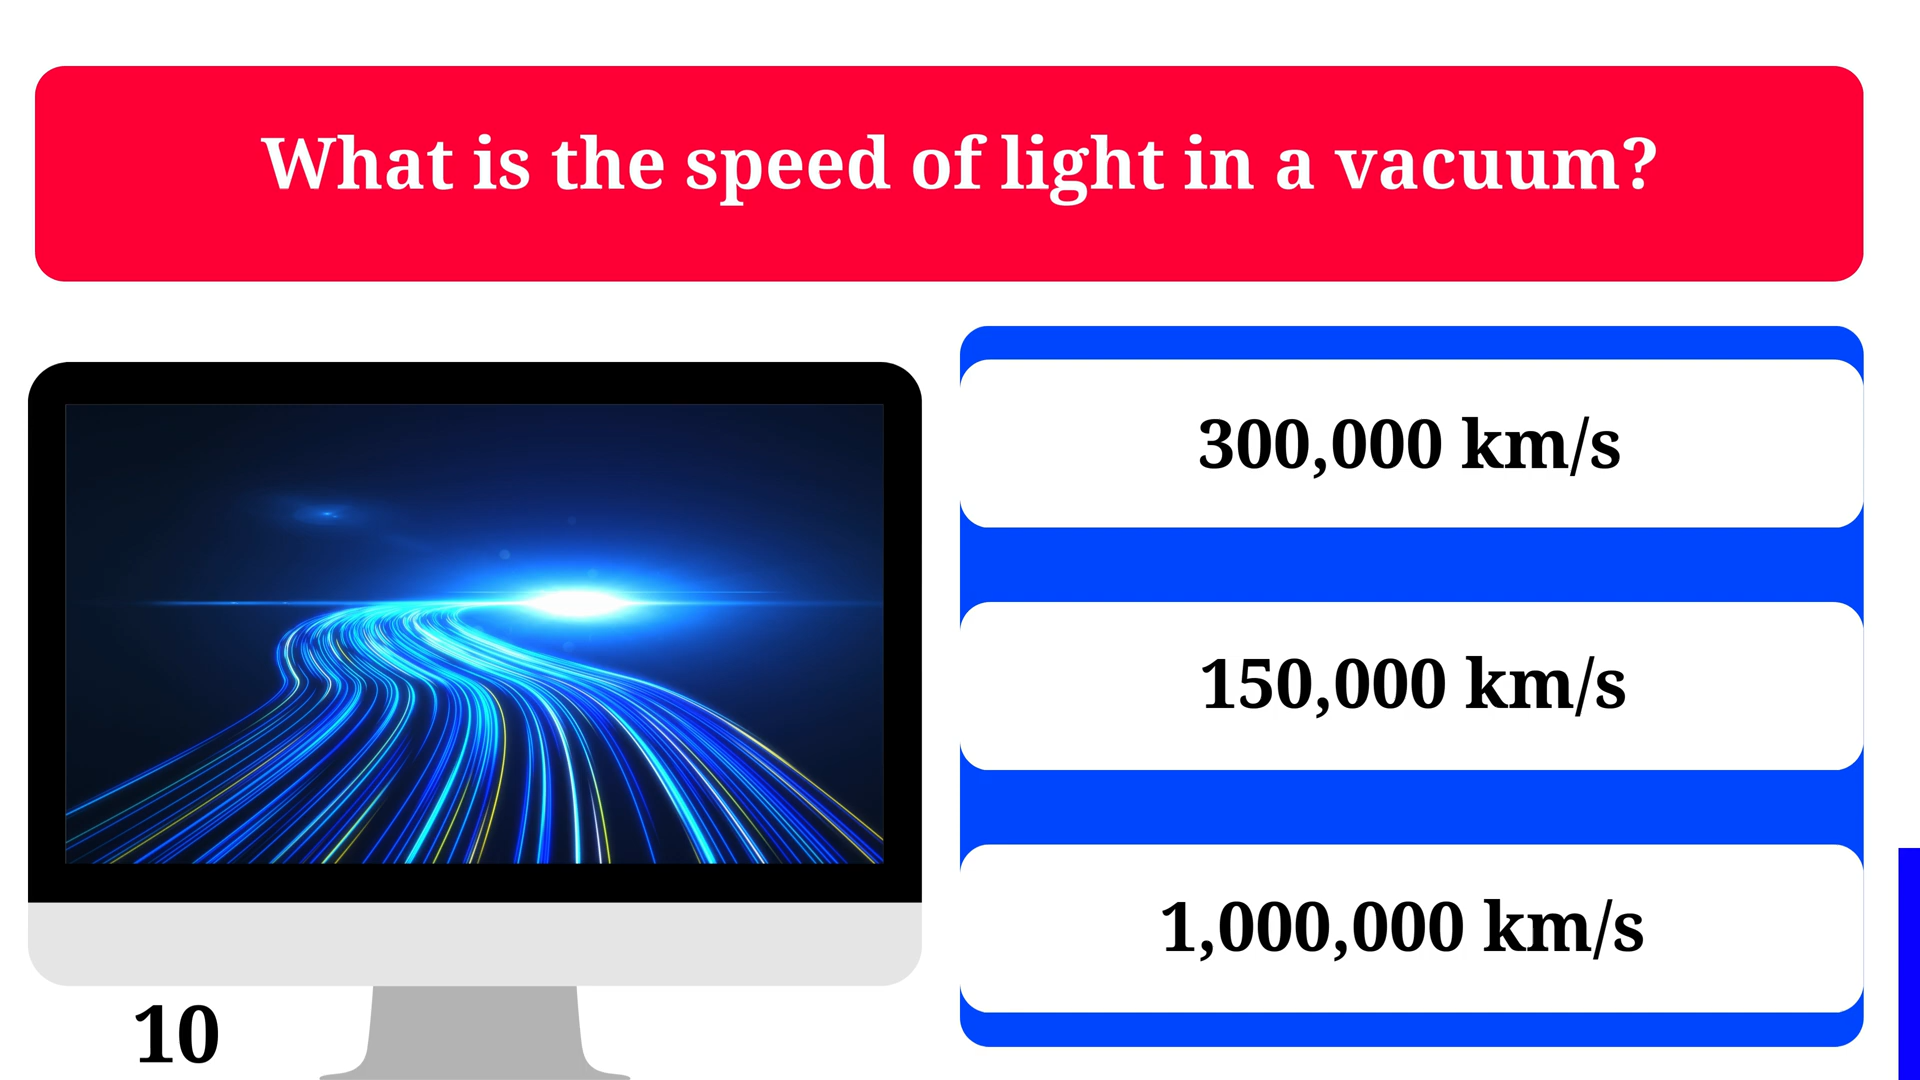 What is the speed of light in a vacuum?
300,000 km/s
150,000 km/s
1,000,000 km/s
10